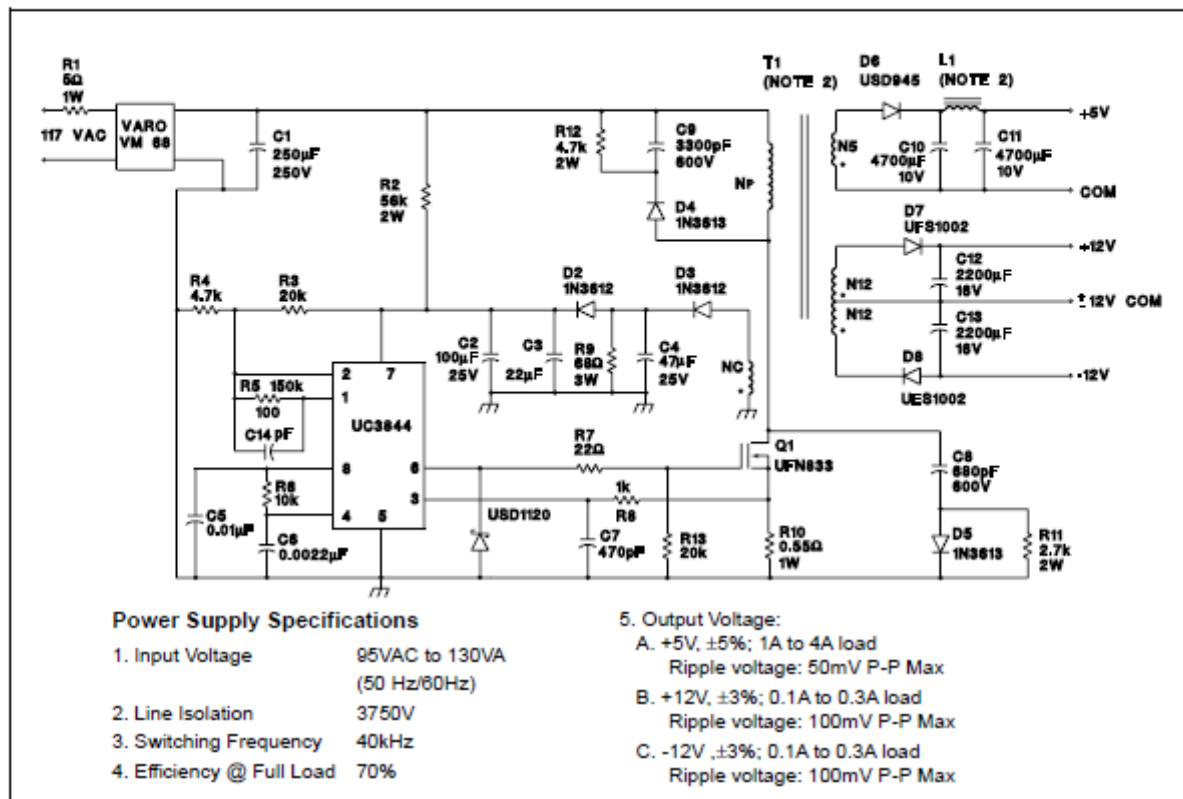 R1
5Ω
1W
117 VAC
VARO
VM 68
C1
250µF
250V
R2
56k
2W
R12
4.7k
2W
C9
3300pF
600V
D4
1N3613
NP
T1
(NOTE 2)
D6
USD945
L1
(NOTE 2)
+5V
N5
C10
4700µF
10V
C11
4700µF
10V
COM
D7
UFS1002
+12V
N12
N12
C12
2200µF
16V
±12V COM
C13
2200µF
16V
D8
UES1002
-12V
R4
4.7k
R3
20k
D2
1N3612
D3
1N3612
C2
100µF
25V
C3
22µF
R9
68Ω
3W
C4
47µF
25V
NC
2
7
R5 150k
1
100
C14 pF
UC3844
8
6
R6
10k
3
4
5
C5
0.01µF
C6
0.0022µF
USD1120
R7
22Ω
1k
R8
C7
470pF
R13
20k
Q1
UFN833
R10
0.55Ω
1W
C8
680pF
600V
D5
1N3613
R11
2.7k
2W
Power Supply Specifications
1. Input Voltage 95VAC to 130VA
(50 Hz/60Hz)
2. Line Isolation 3750V
3. Switching Frequency 40kHz
4. Efficiency @ Full Load 70%
5. Output Voltage:
A. +5V, ±5%; 1A to 4A load
Ripple voltage: 50mV P-P Max
B. +12V, ±3%; 0.1A to 0.3A load
Ripple voltage: 100mV P-P Max
C. -12V ,±3%; 0.1A to 0.3A load
Ripple voltage: 100mV P-P Max